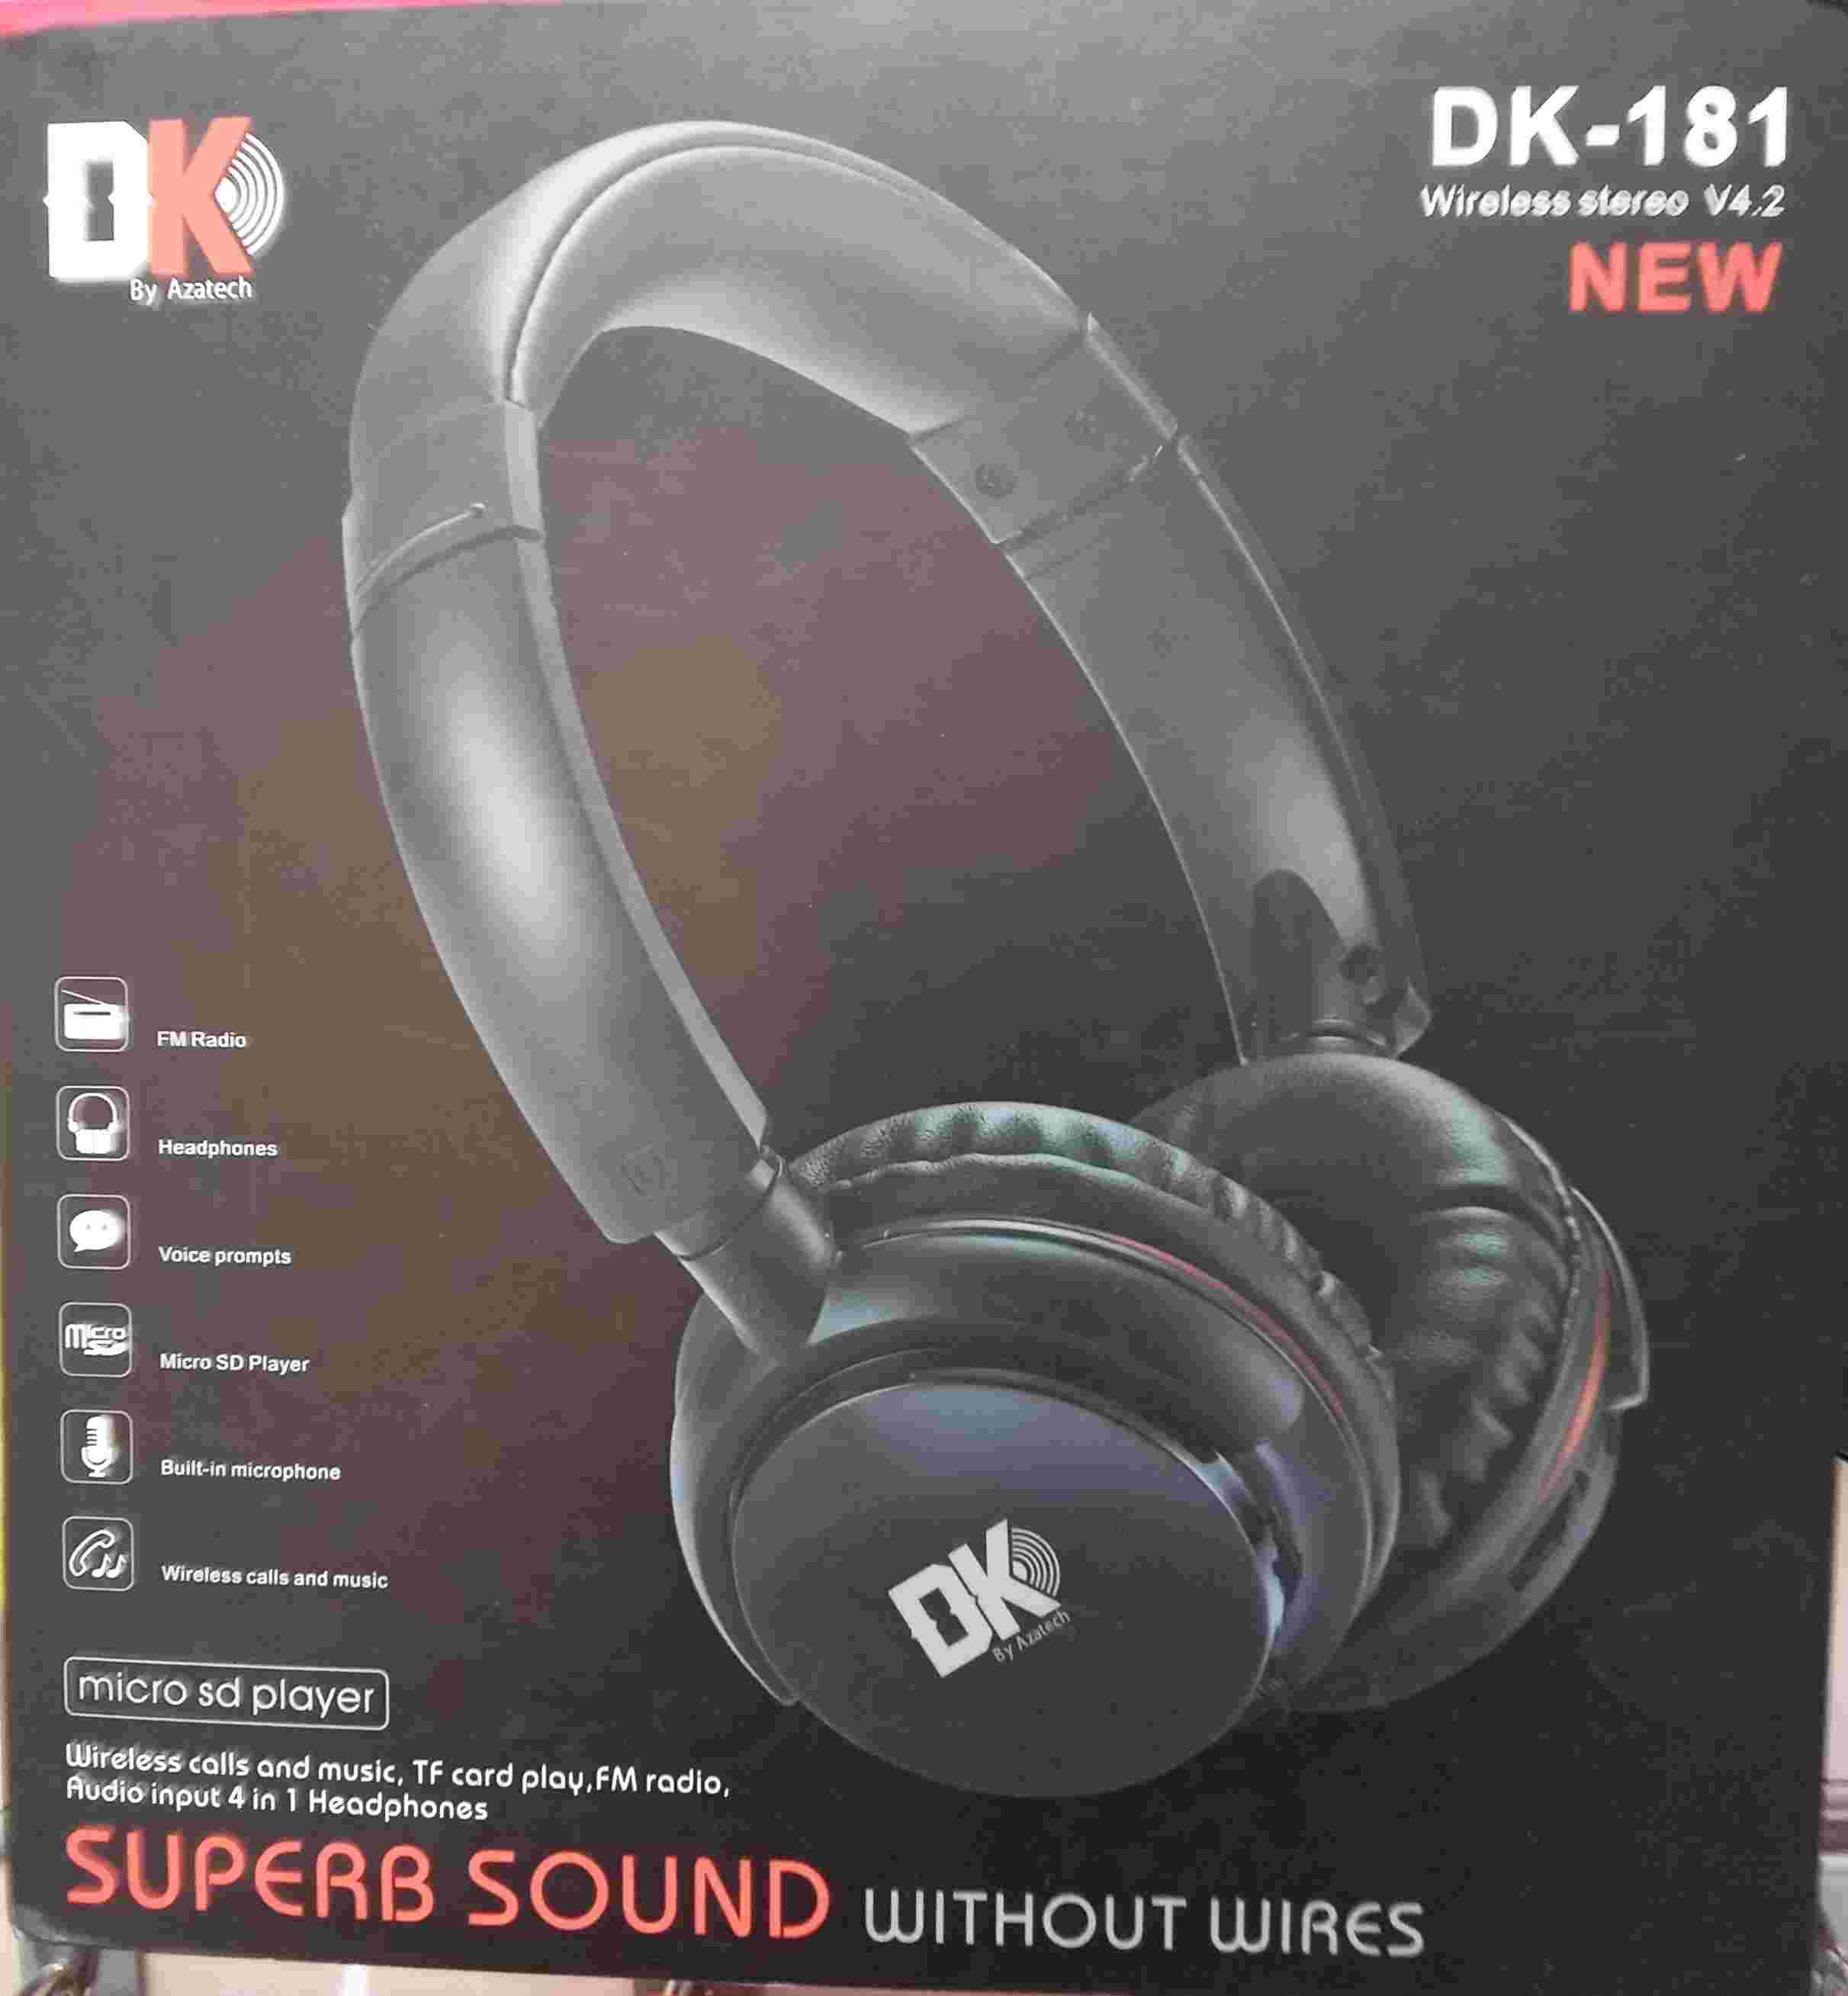 DK
By Azatech
DK-181
Wireless stereo V4.2
NEW
FM Radio
Headphones
Voice prompts
Micro
SD
Micro SD Player
Built-in microphone
Wireless calls and music
DK
By Azatech
micro sd player
Wireless calls and music, TF card play,FM radio,
Audio input 4 in 1 Headphones
SUPERB SOUND WITHOUT WIRES